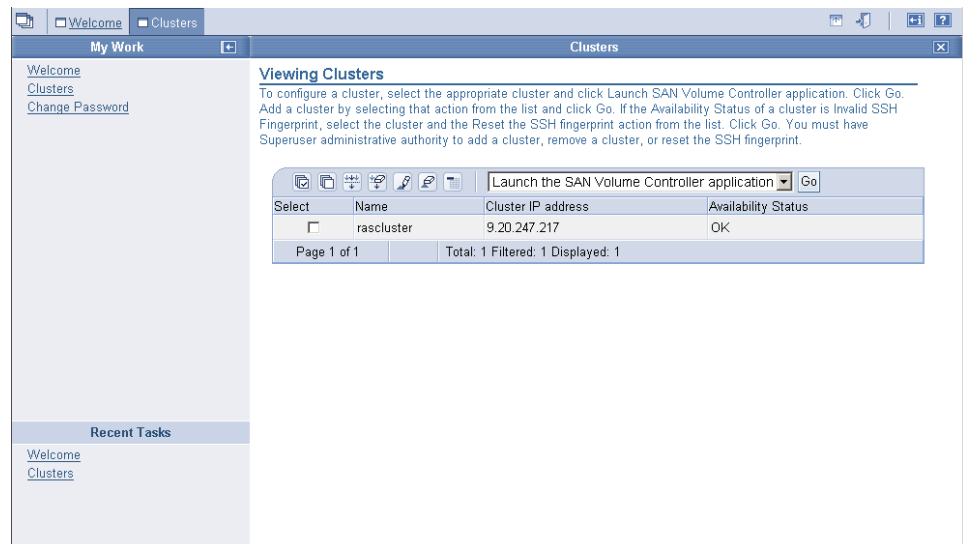 Welcome
Clusters
My Work
Clusters
Welcome
Clusters
Change Password
Viewing Clusters
To configure a cluster, select the appropriate cluster and click Launch SAN Volume Controller application. Click Go.
Add a cluster by selecting that action from the list and click Go. If the Availability Status of a cluster is Invalid SSH
Fingerprint, select the cluster and the Reset the SSH fingerprint action from the list. Click Go. You must have
Superuser administrative authority to add a cluster, remove a cluster, or reset the SSH fingerprint.
Launch the SAN Volume Controller application Go
Select Name Cluster IP address Availability Status
rascluster 9.20.247.217 OK
Page 1 of 1 Total: 1 Filtered: 1 Displayed: 1
Recent Tasks
Welcome
Clusters